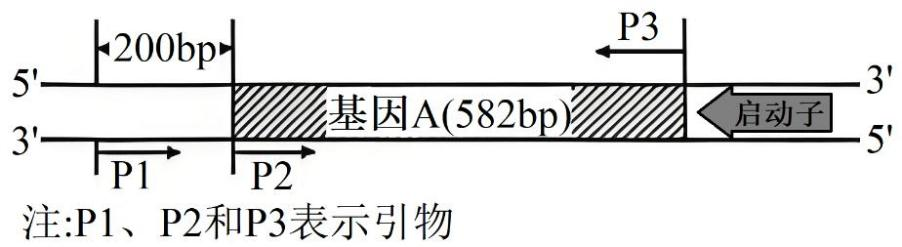 200bp
P3
5' 3'
基因A(582bp) 启动子
3' 5'
P1 P2
注:P1、P2和P3表示引物